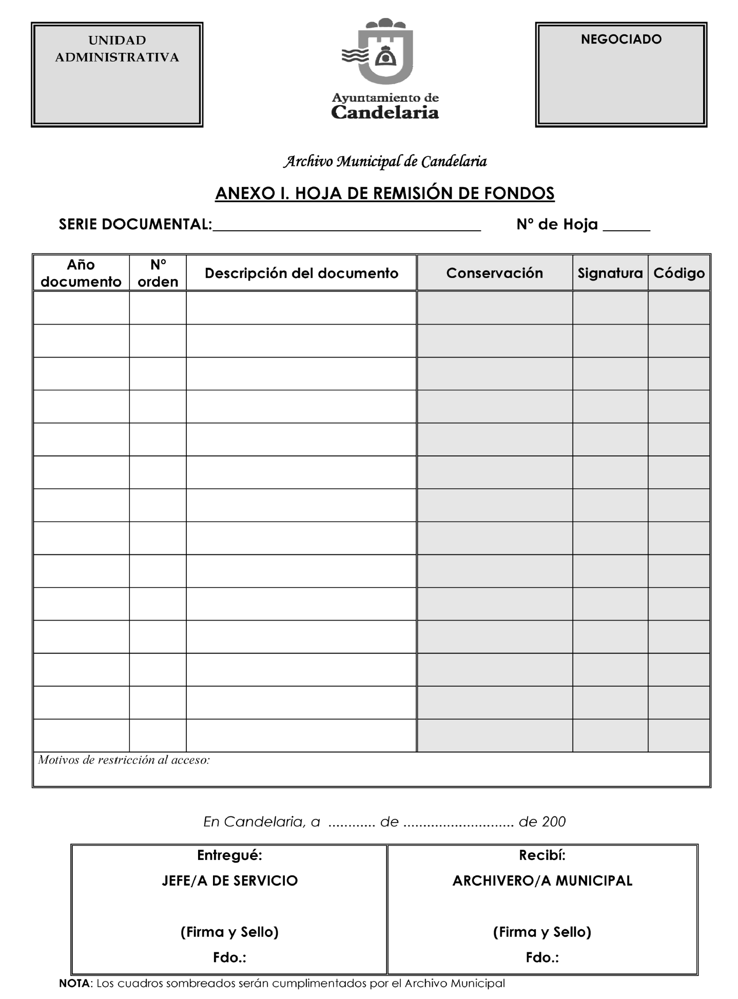 UNIDAD
ADMINISTRATIVA
Ayuntamiento de
Candelaria
NEGOCIADO
Archivo Municipal de Candelaria
ANEXO I. HOJA DE REMISIÓN DE FONDOS
SERIE DOCUMENTAL:__________________________________ Nº de Hoja ______
Año
documento
Nº
orden
Descripción del documento
Conservación
Signatura
Código
Motivos de restricción al acceso:
En Candelaria, a ............ de ............................ de 200
Entregué:
JEFE/A DE SERVICIO
(Firma y Sello)
Fdo.:
Recibí:
ARCHIVERO/A MUNICIPAL
(Firma y Sello)
Fdo.:
NOTA: Los cuadros sombreados serán cumplimentados por el Archivo Municipal